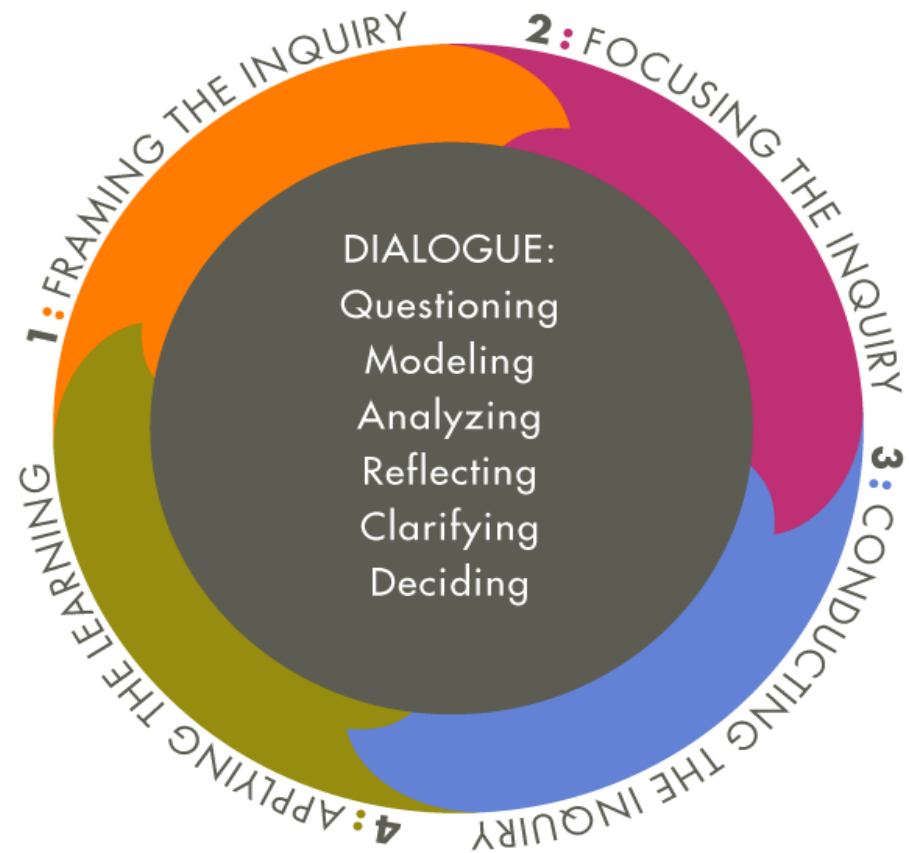 1: FRAMING THE INQUIRY
2: FOCUSING THE INQUIRY
3: CONDUCTING THE INQUIRY
4: APPLYING THE LEARNING
DIALOGUE:
Questioning
Modeling
Analyzing
Reflecting
Clarifying
Deciding